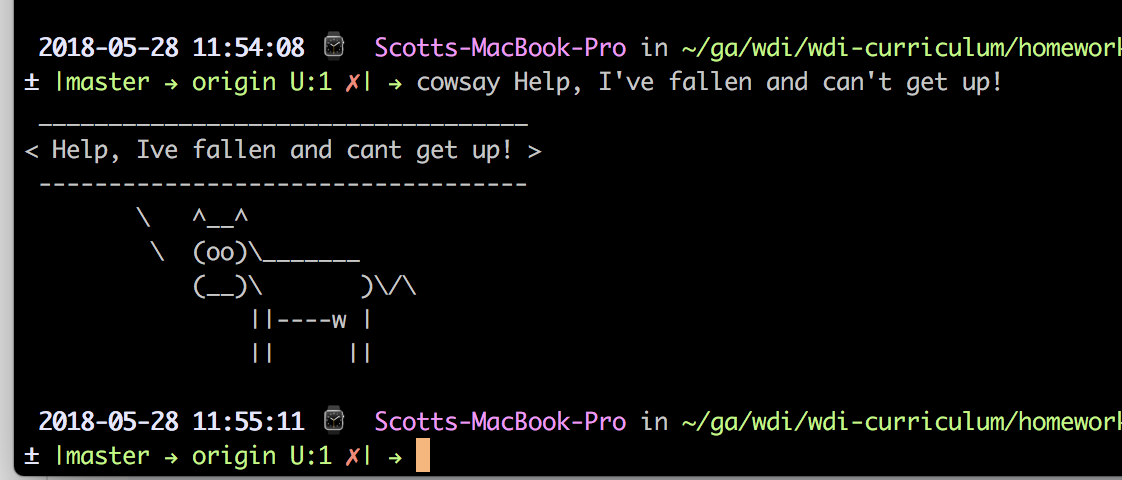 2018-05-28 11:54:08 ⌚ Scotts-MacBook-Pro in ~/ga/wdi/wdi-curriculum/homework
± |master → origin U:1 ✗| → cowsay Help, I've fallen and can't get up!
 ___________________________________
< Help, Ive fallen and cant get up! >
 -----------------------------------
        \   ^__^
         \  (oo)\_______
            (__)\       )\/\
                ||----w |
                ||     ||
2018-05-28 11:55:11 ⌚ Scotts-MacBook-Pro in ~/ga/wdi/wdi-curriculum/homework
± |master → origin U:1 ✗| →